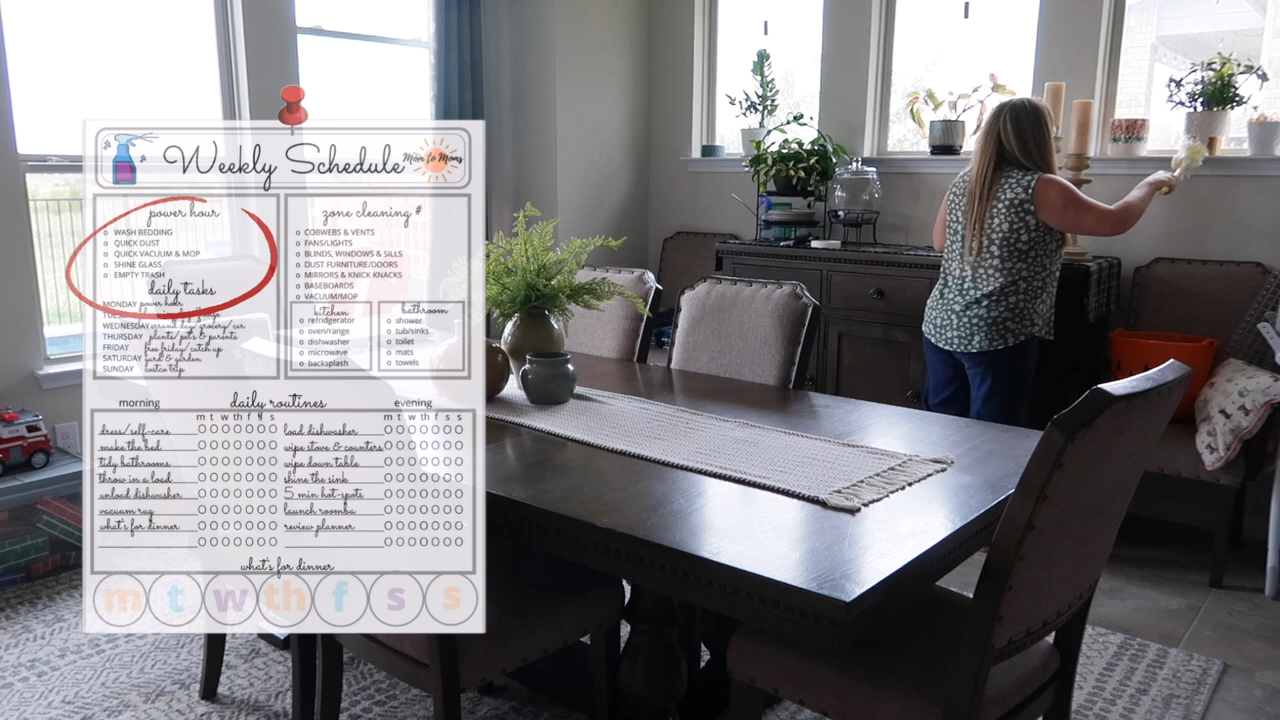 Weekly Schedule
Mom to Moms
power hour
WASH BEDDING
QUICK DUST
QUICK VACUUM & MOP
SHINE GLASS
EMPTY TRASH
daily tasks
MONDAY power hour
TUESDAY
WEDNESDAY errand day/grocery/car
THURSDAY plants/pets & parents
FRIDAY free friday/catch up
SATURDAY yard & garden
SUNDAY costco trip
zone cleaning #
COBWEBS & VENTS
FANS/LIGHTS
BLINDS, WINDOWS & SILLS
DUST FURNITURE/DOORS
MIRRORS & KNICK KNACKS
BASEBOARDS
VACUUM/MOP
kitchen
refridgerator
oven/range
dishwasher
microwave
backsplash
bathroom
shower
tub/sinks
toilet
mats
towels
daily routines
morning
m t w th f s s
dress/self-care
make the bed
tidy bathrooms
throw in a load
unload dishwasher
vacuum rug
what's for dinner
evening
m t w th f s s
load dishwasher
wipe stove & counters
wipe down table
shine the sink
5 min hot-spots
launch roomba
review planner
what's for dinner
m t w th f s s